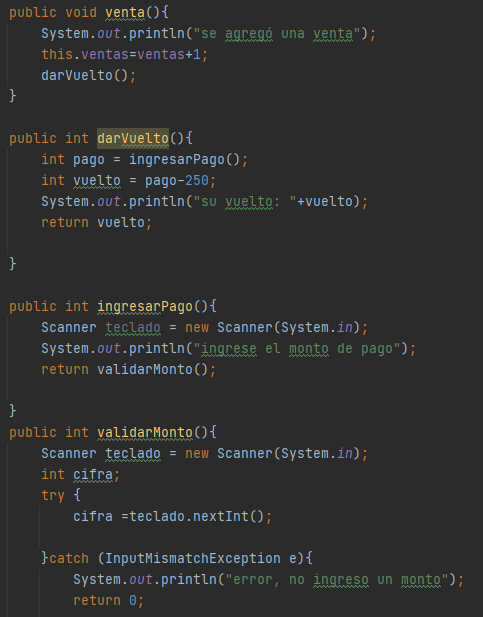 public void venta(){
System.out.println("se agregó una venta");
this.ventas=ventas+1;
darVuelto();
}
public int darVuelto(){
int pago = ingresarPago();
int vuelto = pago-250;
System.out.println("su vuelto: "+vuelto);
return vuelto;
}
public int ingresarPago(){
Scanner teclado = new Scanner(System.in);
System.out.println("ingrese el monto de pago");
return validarMonto();
}
public int validarMonto(){
Scanner teclado = new Scanner(System.in);
int cifra;
try {
cifra =teclado.nextInt();
}catch (InputMismatchException e){
System.out.println("error, no ingreso un monto");
return 0;